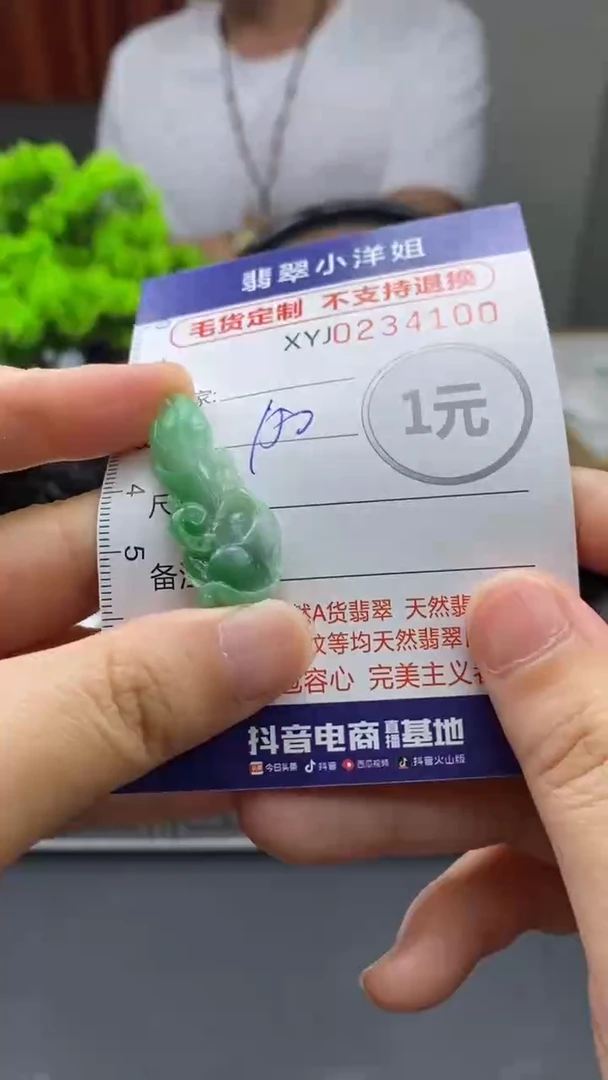 翡翠小洋姐
毛货定制 不支持退换
XYJ0234100
家:
1元
4
尺
5
备注
然A货翡翠 天然翡
纹等均天然翡翠
包容心 完美主义者
抖音电商直播基地
今日头条 抖音 西瓜视频 抖音火山版